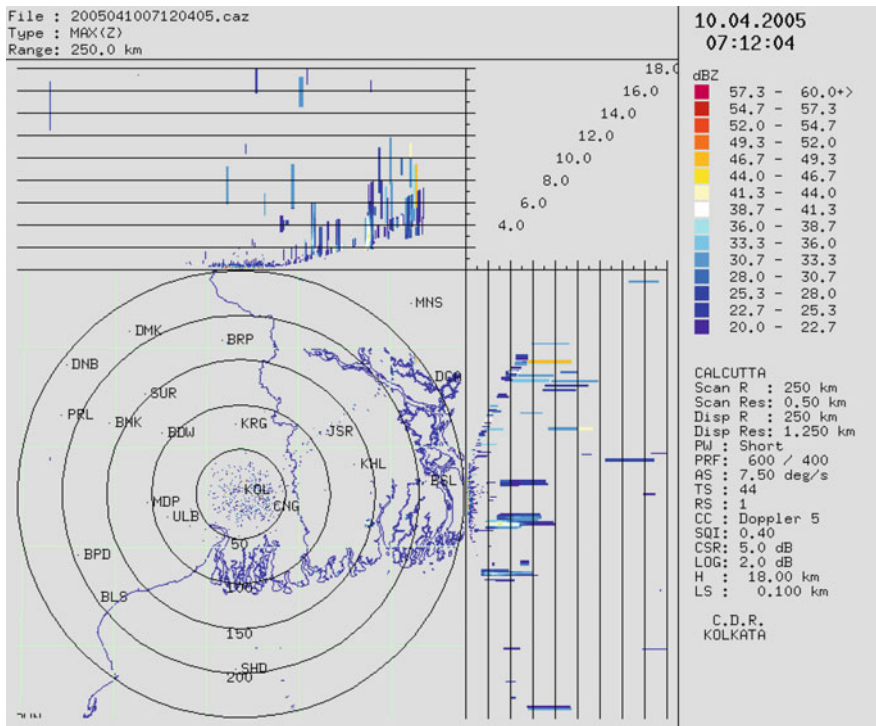 File : 2005041007120405.caz
Type : MAX(Z)
Range: 250.0 km
10.04.2005
07:12:04
18.0
16.0
14.0
12.0
10.0
8.0
6.0
4.0
dBZ
57.3 - 60.0+>
54.7 - 57.3
52.0 - 54.7
49.3 - 52.0
46.7 - 49.3
44.0 - 46.7
41.3 - 44.0
38.7 - 41.3
36.0 - 38.7
33.3 - 36.0
30.7 - 33.3
28.0 - 30.7
25.3 - 28.0
22.7 - 25.3
20.0 - 22.7
MNS
DMK
BRP
DNB
DCA
SUR
PRL
BMK
BDW
KRG
JSR
KHL
BSL
KOL
MDP
CNG
ULB
50
BPD
100
BLS
150
SHD
200
CALCUTTA
Scan R : 250 km
Scan Res: 0.50 km
Disp R : 250 km
Disp Res: 1.250 km
PW : Short
PRF: 600 / 400
AS : 7.50 deg/s
TS : 44
RS : 1
CC : Doppler 5
SQI: 0.40
CSR: 5.0 dB
LOG: 2.0 dB
H : 18.00 km
LS : 0.100 km
C.D.R.
KOLKATA